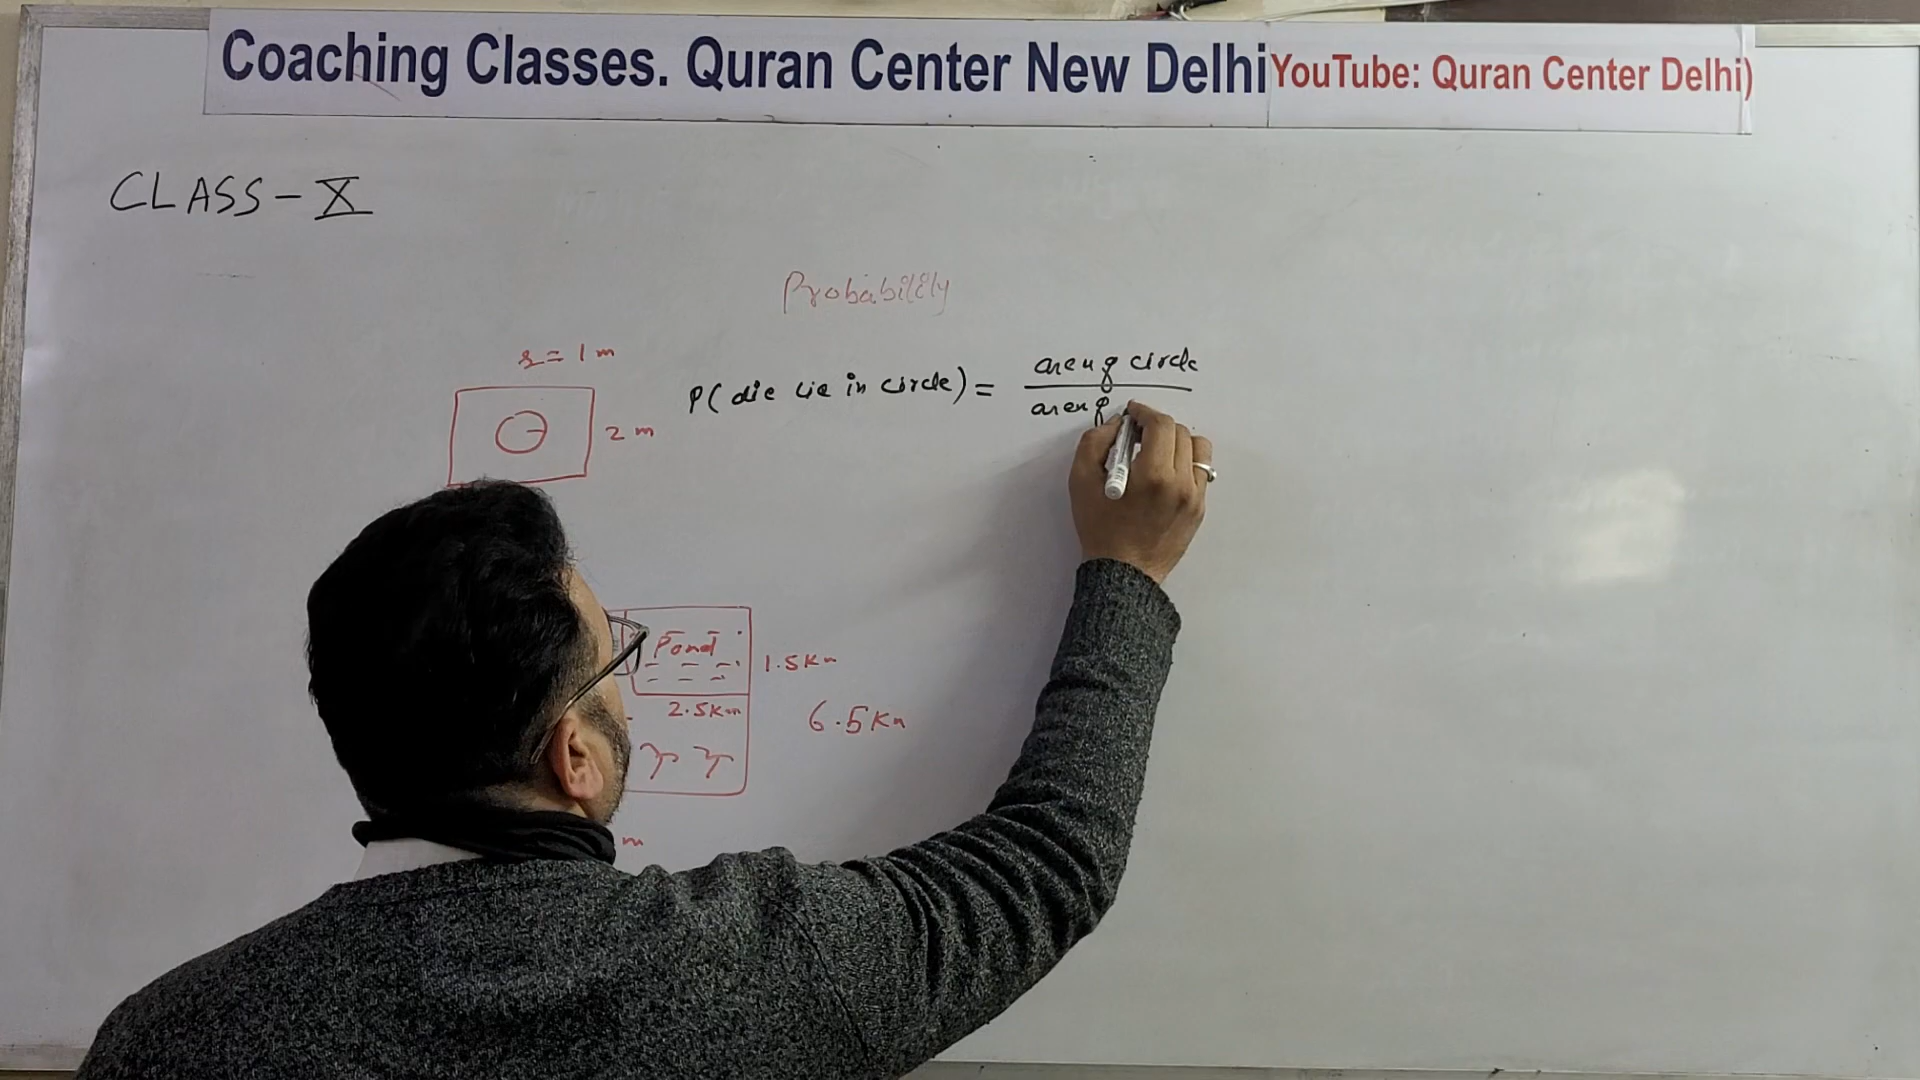 Coaching Classes. Quran Center New Delhi YouTube: Quran Center Delhi)
CLASS - X
Probability
r = 1 m
2 m
P( die lie in circle) = area of circle
area of
Pond
1.5 Km
2.5 Km
6.5 Km
m